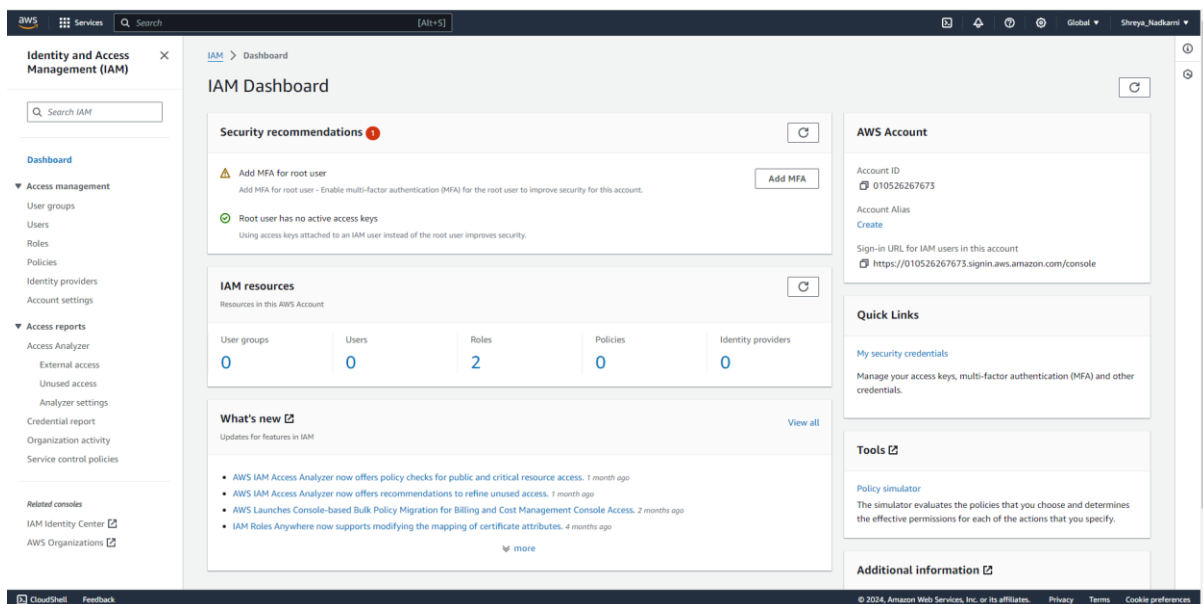 aws
Services
Search
[Alt+S]
Global
Shreya_Nadkarni
Identity and Access
Management (IAM)
Search IAM
Dashboard
Access management
User groups
Users
Roles
Policies
Identity providers
Account settings
Access reports
Access Analyzer
External access
Unused access
Analyzer settings
Credential report
Organization activity
Service control policies
Related consoles
IAM Identity Center
AWS Organizations
IAM > Dashboard
IAM Dashboard
Security recommendations 1
Add MFA for root user
Add MFA for root user - Enable multi-factor authentication (MFA) for the root user to improve security for this account.
Add MFA
Root user has no active access keys
Using access keys attached to an IAM user instead of the root user improves security.
IAM resources
Resources in this AWS Account
User groups Users Roles Policies Identity providers
0 0 2 0 0
What's new
View all
Updates for features in IAM
• AWS IAM Access Analyzer now offers policy checks for public and critical resource access. 1 month ago
• AWS IAM Access Analyzer now offers recommendations to refine unused access. 1 month ago
• AWS Launches Console-based Bulk Policy Migration for Billing and Cost Management Console Access. 2 months ago
• IAM Roles Anywhere now supports modifying the mapping of certificate attributes. 4 months ago
more
AWS Account
Account ID
010526267673
Account Alias
Create
Sign-in URL for IAM users in this account
https://010526267673.signin.aws.amazon.com/console
Quick Links
My security credentials
Manage your access keys, multi-factor authentication (MFA) and other
credentials.
Tools
Policy simulator
The simulator evaluates the policies that you choose and determines
the effective permissions for each of the actions that you specify.
Additional information
CloudShell Feedback
© 2024, Amazon Web Services, Inc. or its affiliates. Privacy Terms Cookie preferences